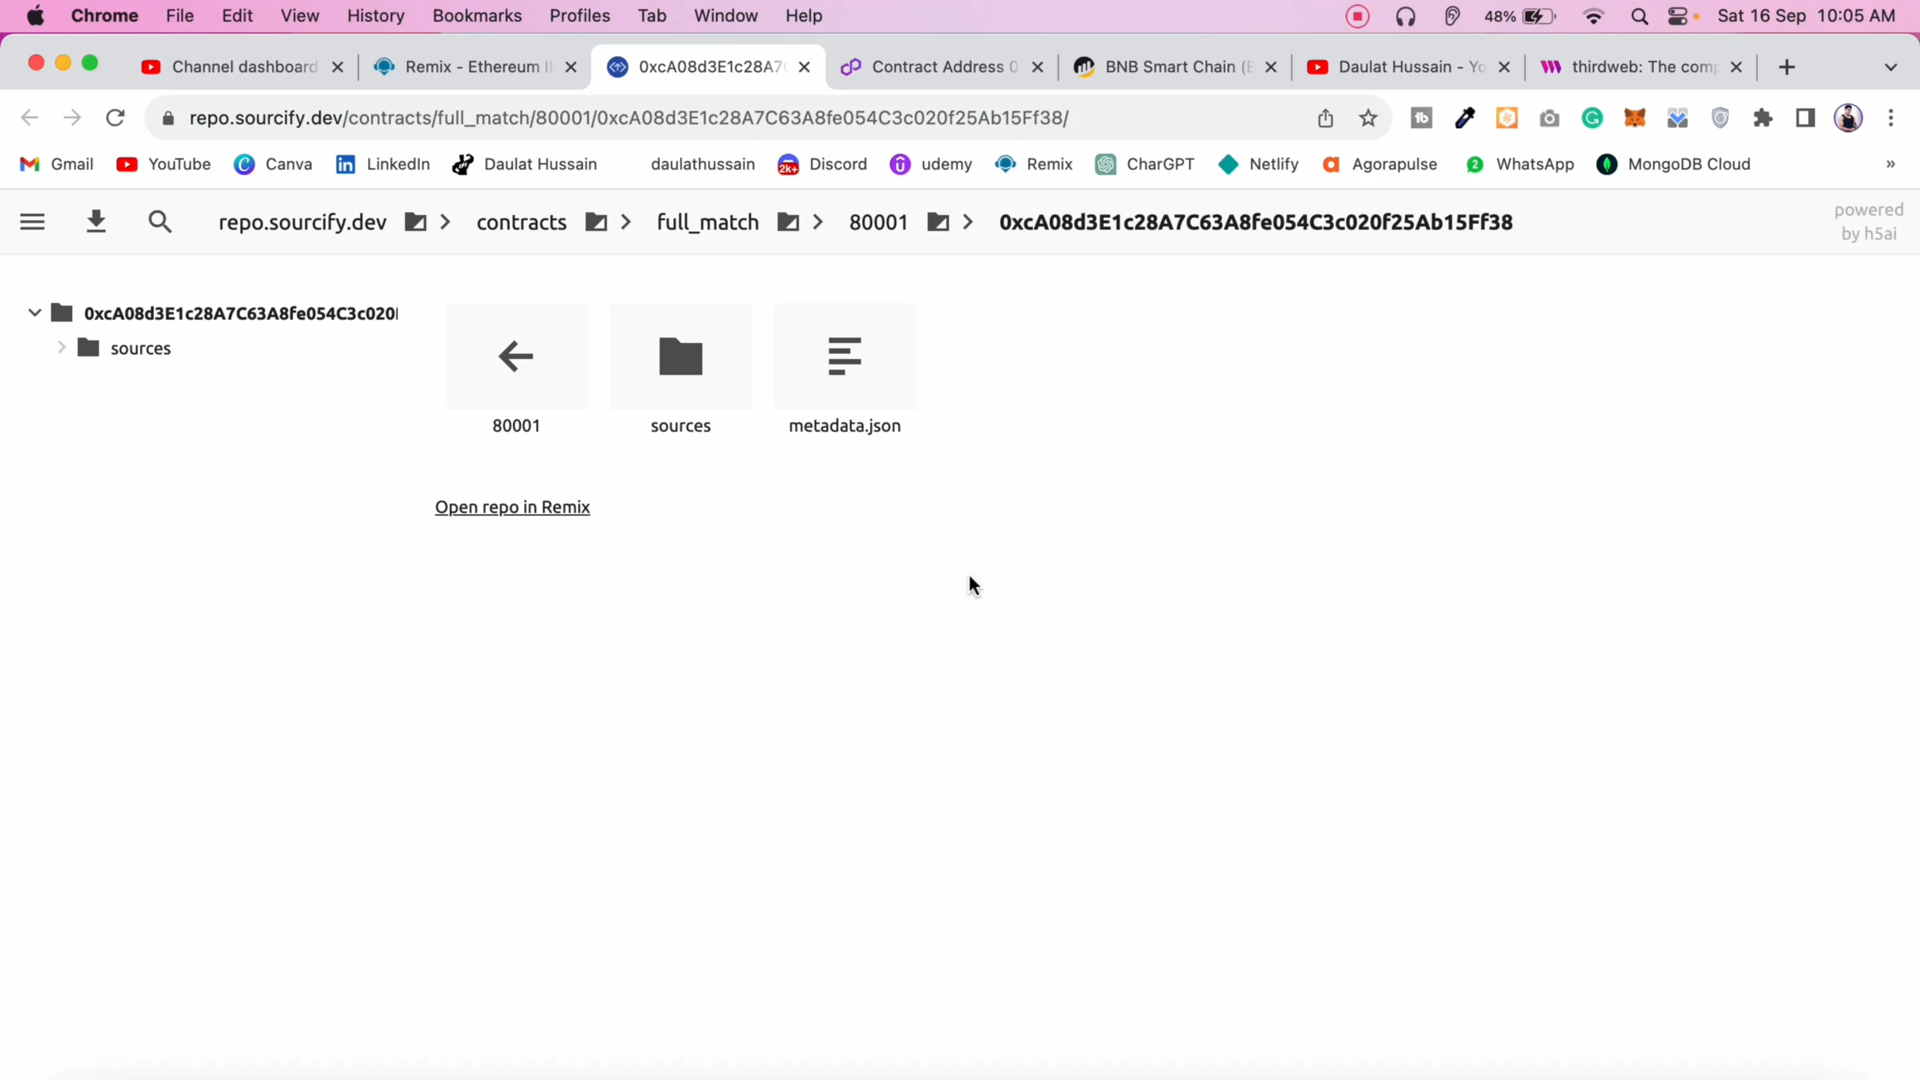 Chrome File Edit View History Bookmarks Profiles Tab Window Help 48% Sat 16 Sep 10:05 AM
Channel dashboard Remix - Ethereum I 0xcA08d3E1c28A7 Contract Address 0 BNB Smart Chain ( Daulat Hussain - Yo thirdweb: The com
repo.sourcify.dev/contracts/full_match/80001/0xcA08d3E1c28A7C63A8fe054C3c020f25Ab15Ff38/
Gmail YouTube Canva LinkedIn Daulat Hussain daulathussain 2K+ Discord udemy Remix CharGPT Netlify Agorapulse 2 WhatsApp MongoDB Cloud »
repo.sourcify.dev contracts full_match 80001 0xcA08d3E1c28A7C63A8fe054C3c020f25Ab15Ff38
powered
by h5ai
0xcA08d3E1c28A7C63A8fe054C3c020
sources
80001 sources metadata.json
Open repo in Remix